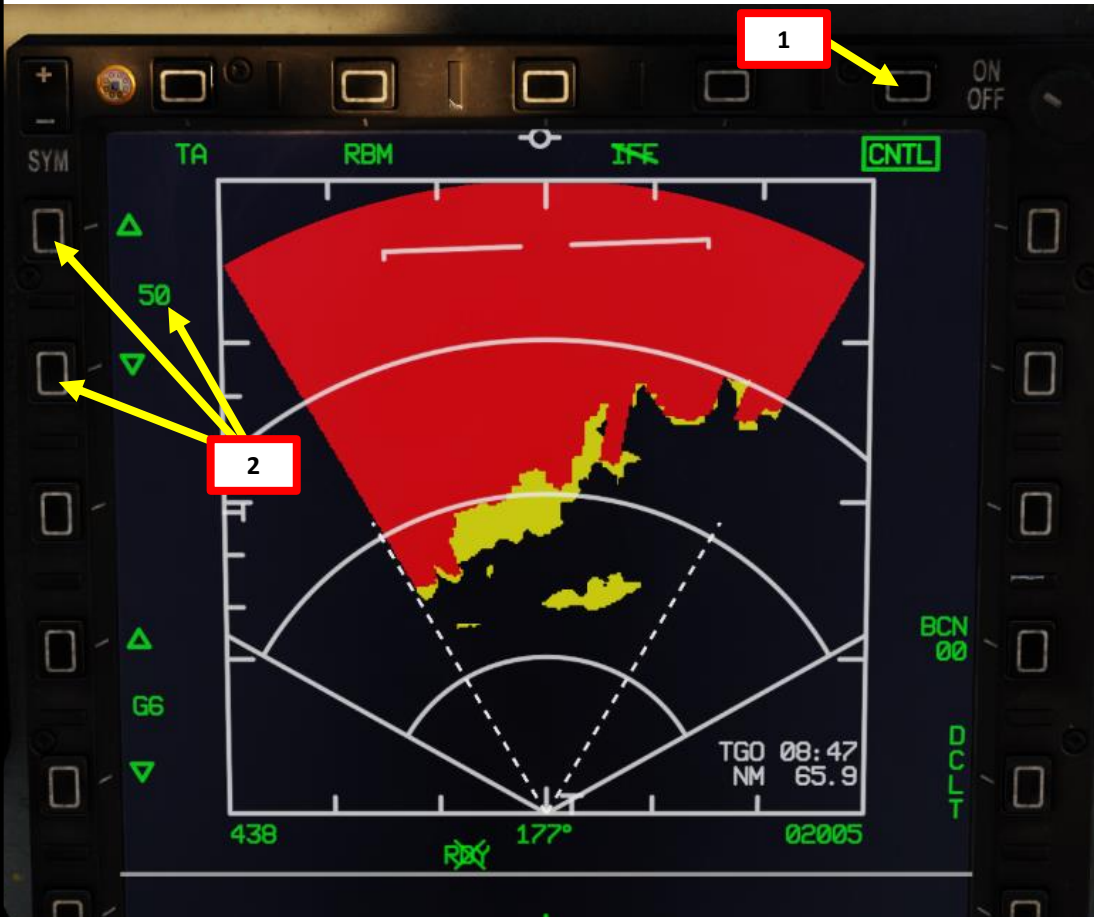 1
ON
OFF
+
-
SYM
TA RBM IFF CNTL
50
2
G6
BCN
00
D
C
L
T
TGO 08:47
NM 65.9
438 177° 02005
RDY